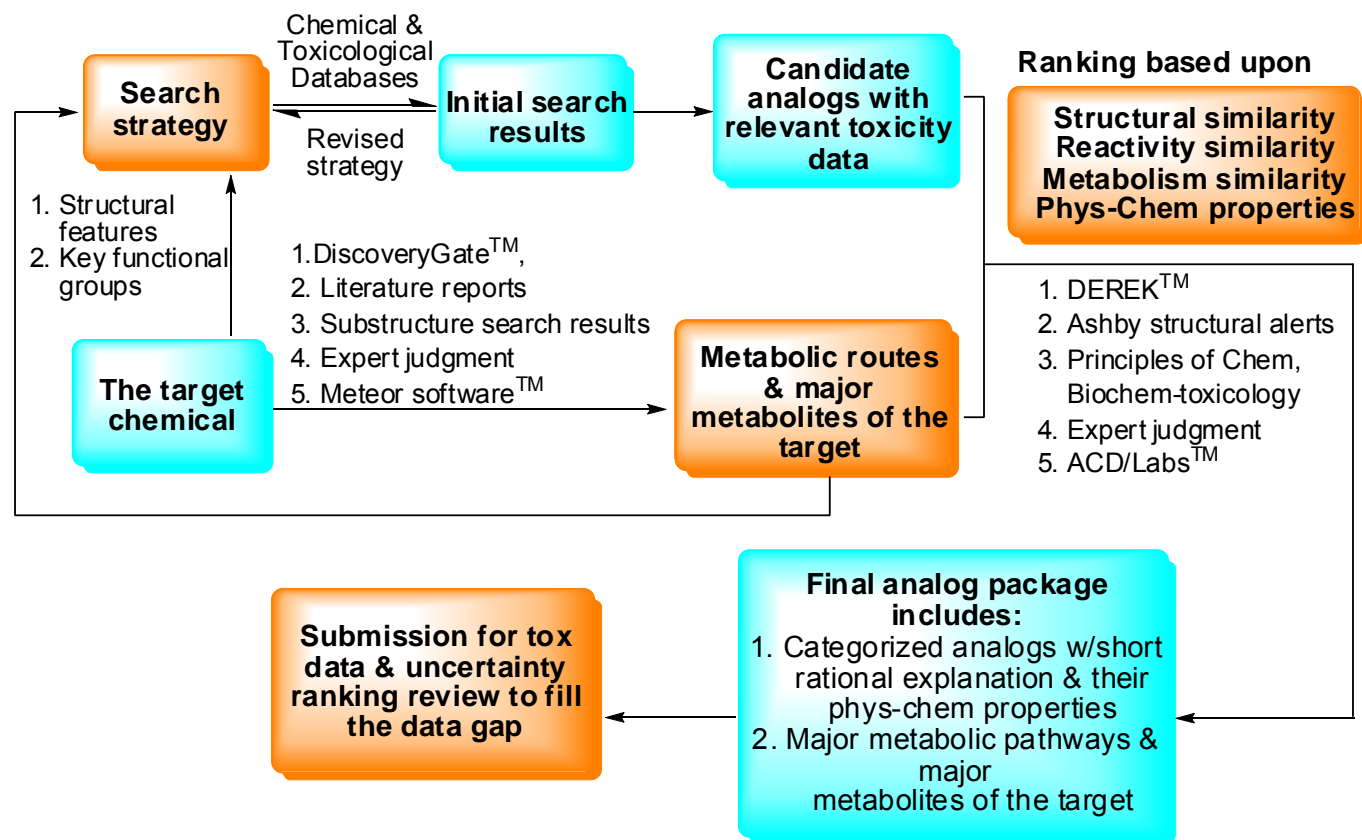 Search
strategy
Chemical &
Toxicological
Databases
Revised
strategy
Initial search
results
Candidate
analogs with
relevant toxicity
data
Ranking based upon
Structural similarity
Reactivity similarity
Metabolism similarity
Phys-Chem properties
1. Structural
features
2. Key functional
groups
The target
chemical
1.DiscoveryGate™,
2. Literature reports
3. Substructure search results
4. Expert judgment
5. Meteor software™
Metabolic routes
& major
metabolites of the
target
1. DEREK™
2. Ashby structural alerts
3. Principles of Chem,
Biochem-toxicology
4. Expert judgment
5. ACD/Labs™
Final analog package
includes:
1. Categorized analogs w/short
rational explanation & their
phys-chem properties
2. Major metabolic pathways &
major
metabolites of the target
Submission for tox
data & uncertainty
ranking review to fill
the data gap